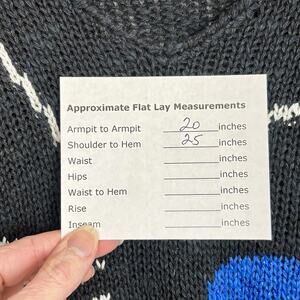 Approximate Flat Lay Measurements
Armpit to Armpit 20 inches
Shoulder to Hem 25 inches
Waist inches
Hips inches
Waist to Hem inches
Rise inches
Inseam inches